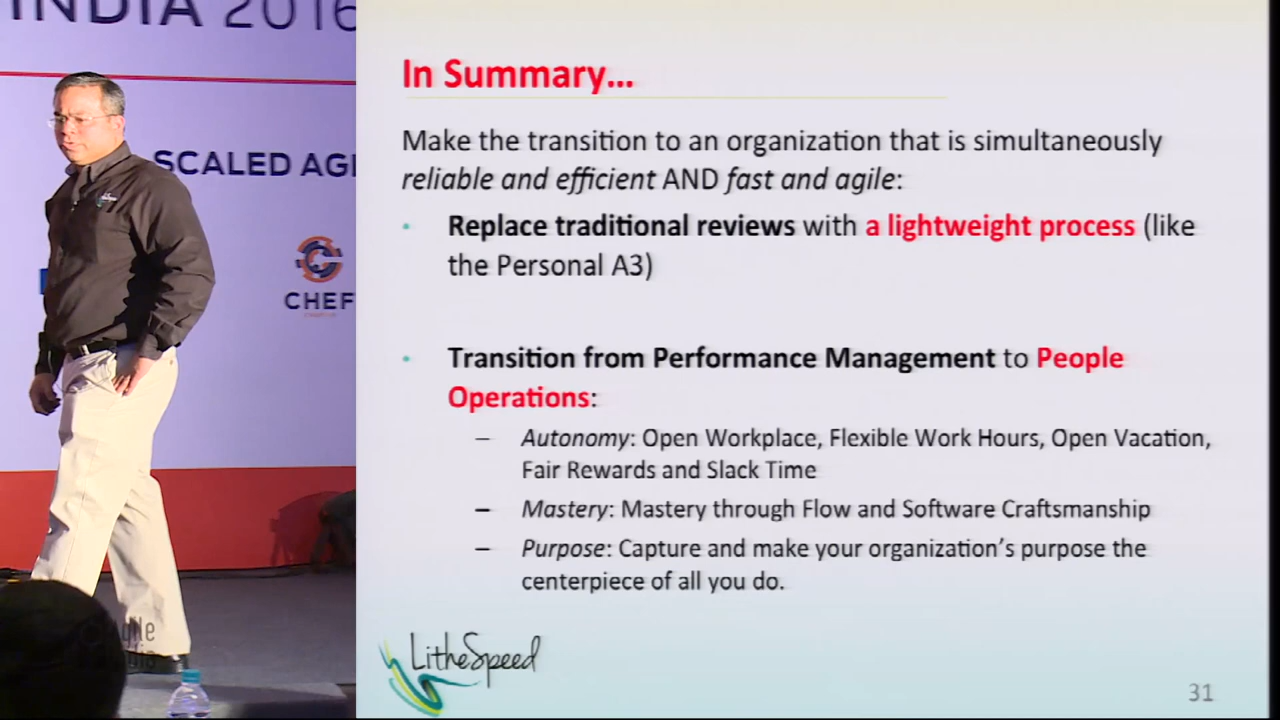 INDIA 2016
SCALED AGI
CHEF
In Summary...
Make the transition to an organization that is simultaneously
reliable and efficient AND fast and agile:
• Replace traditional reviews with a lightweight process (like
the Personal A3)
• Transition from Performance Management to People
Operations:
– Autonomy: Open Workplace, Flexible Work Hours, Open Vacation,
Fair Rewards and Slack Time
– Mastery: Mastery through Flow and Software Craftsmanship
– Purpose: Capture and make your organization's purpose the
centerpiece of all you do.
Agile
India
LitheSpeed
31